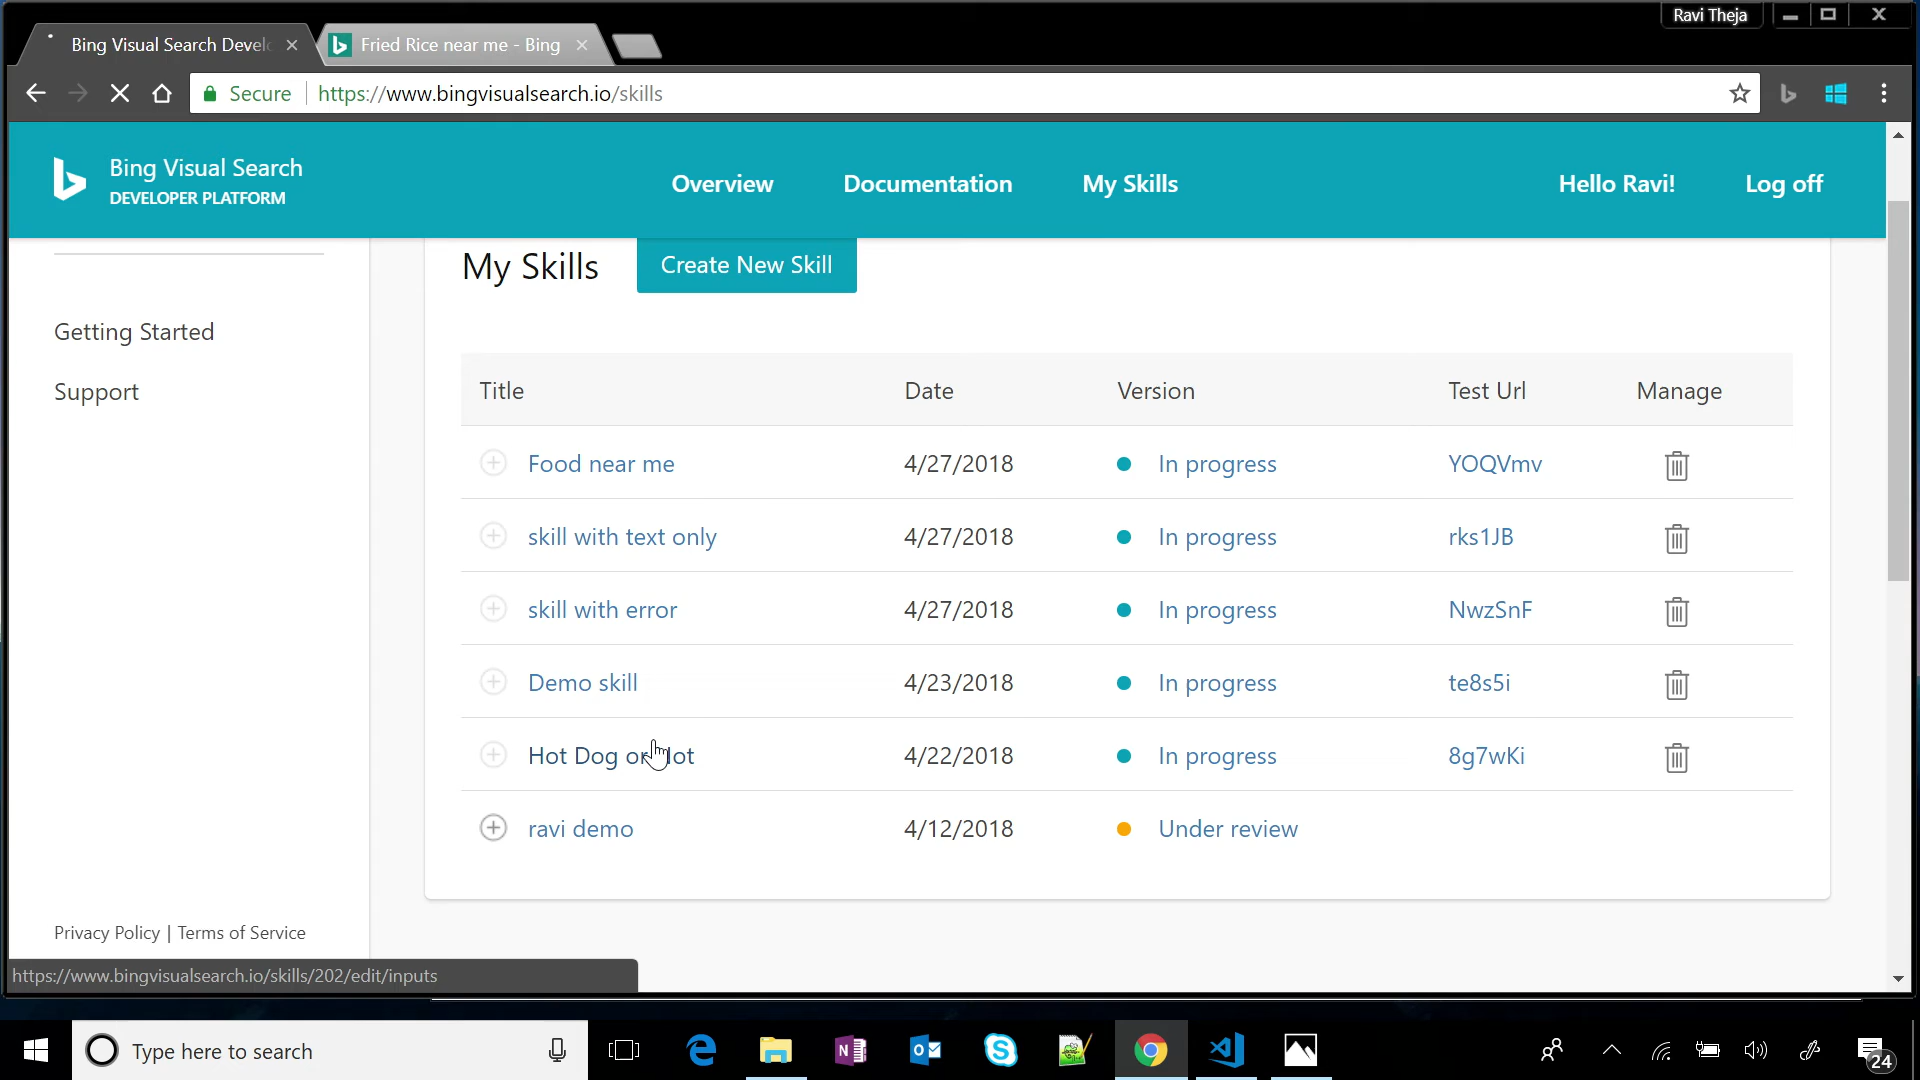 Ravi Theja
Bing Visual Search Devel
Fried Rice near me - Bing
Secure
https://www.bingvisualsearch.io/skills
Bing Visual Search
DEVELOPER PLATFORM
Overview
Documentation
My Skills
Hello Ravi!
Log off
My Skills
Create New Skill
Getting Started
Support
Title Date Version Test Url Manage
Food near me 4/27/2018 In progress YOQVmv
skill with text only 4/27/2018 In progress rks1JB
skill with error 4/27/2018 In progress NwzSnF
Demo skill 4/23/2018 In progress te8s5i
Hot Dog or Not 4/22/2018 In progress 8g7wKi
ravi demo 4/12/2018 Under review
Privacy Policy | Terms of Service
https://www.bingvisualsearch.io/skills/202/edit/inputs
Type here to search
24